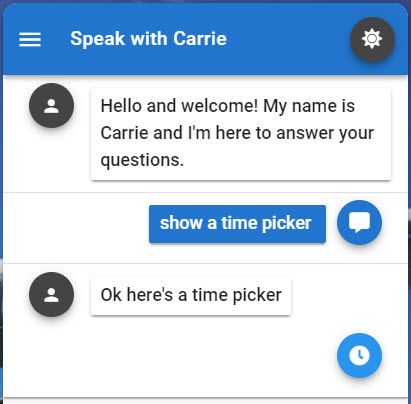 Speak with Carrie
Hello and welcome! My name is
Carrie and I'm here to answer your
questions.
show a time picker
Ok here's a time picker